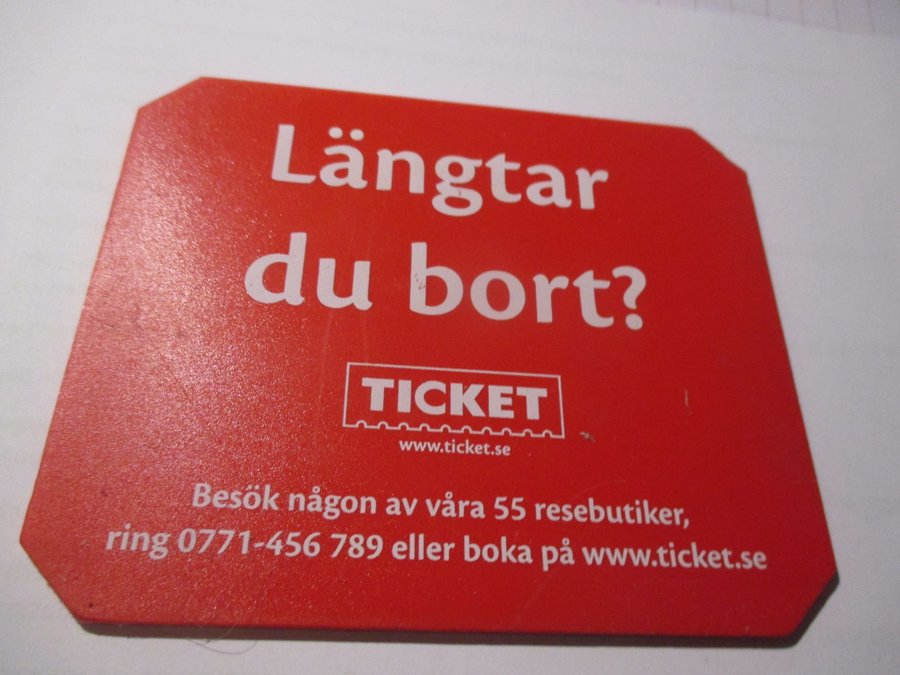 Längtar
du bort?
TICKET
www.ticket.se
Besök någon av våra 55 resebutiker,
ring 0771-456 789 eller boka på www.ticket.se